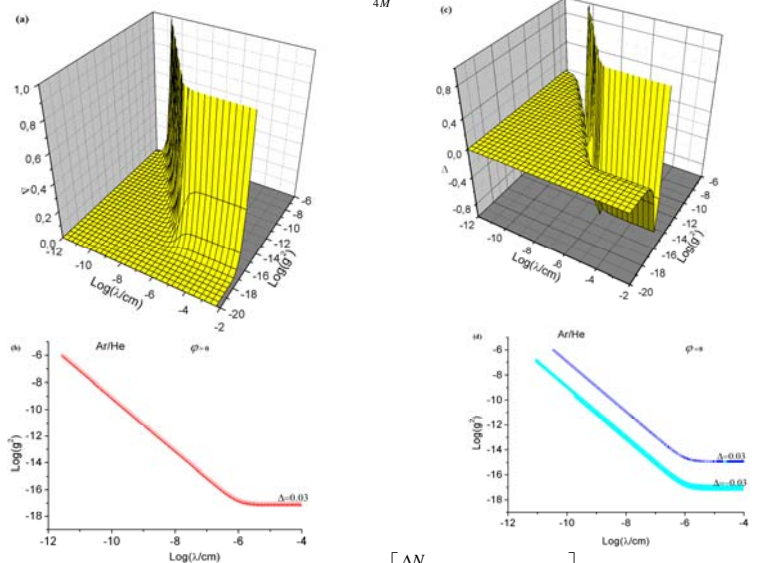 4M
(a)
1,0
0,8
0,6
Δ 0,4
0,2
0,0
-12
-10
-8
-6
-4
-2
Log(λ/cm)
-20
-18
-16
-14
-12
-10
-8
-6
Log(g²)
(c)
0,8
0,4
0,0
Δ
-0,4
-0,8
-12
-10
-8
-6
-4
-2
Log(λ/cm)
-20
-18
-16
-14
-12
-10
-8
-6
Log(g²)
(b)
Ar/He
φ=0
-6
-8
-10
-12
-14
-16
-18
Log(g²)
Δ=0.03
-12
-10
-8
-6
-4
Log(λ/cm)
(d)
Ar/He
φ=0
-6
-8
-10
-12
-14
-16
-18
Log(g²)
Δ=0.03
Δ=-0.03
-12
-10
-8
-6
-4
Log(λ/cm)
ΔN